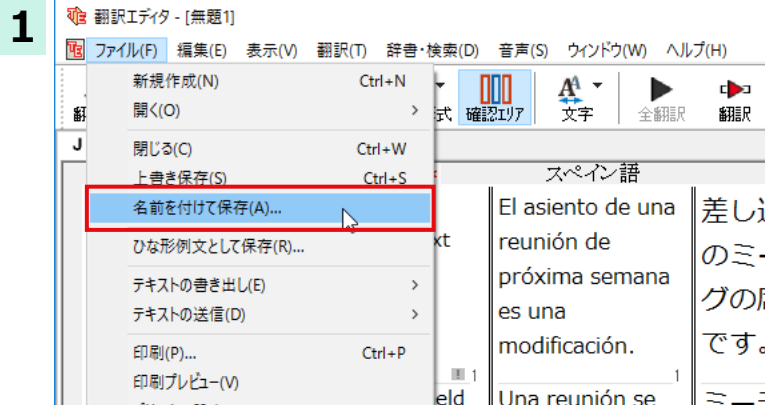 1
翻訳エディタ - [無題1]
ファイル(F) 編集(E) 表示(V) 翻訳(T) 辞書・検索(D) 音声(S) ウィンドウ(W) ヘルプ(H)
新規作成(N) Ctrl+N
開く(O) >
閉じる(C) Ctrl+W
上書き保存(S) Ctrl+S
名前を付けて保存(A)...
ひな形例文として保存(R)...
テキストの書き出し(E) >
テキストの送信(D) >
印刷(P)... Ctrl+P
印刷プレビュー(V)
式 確認エリア 文字 全翻訳 翻訳
J
スペイン語
El asiento de una
reunión de
próxima semana
es una
modificación.
1
1
Una reunión se
xt
eld
差し
のミー
グの
です。